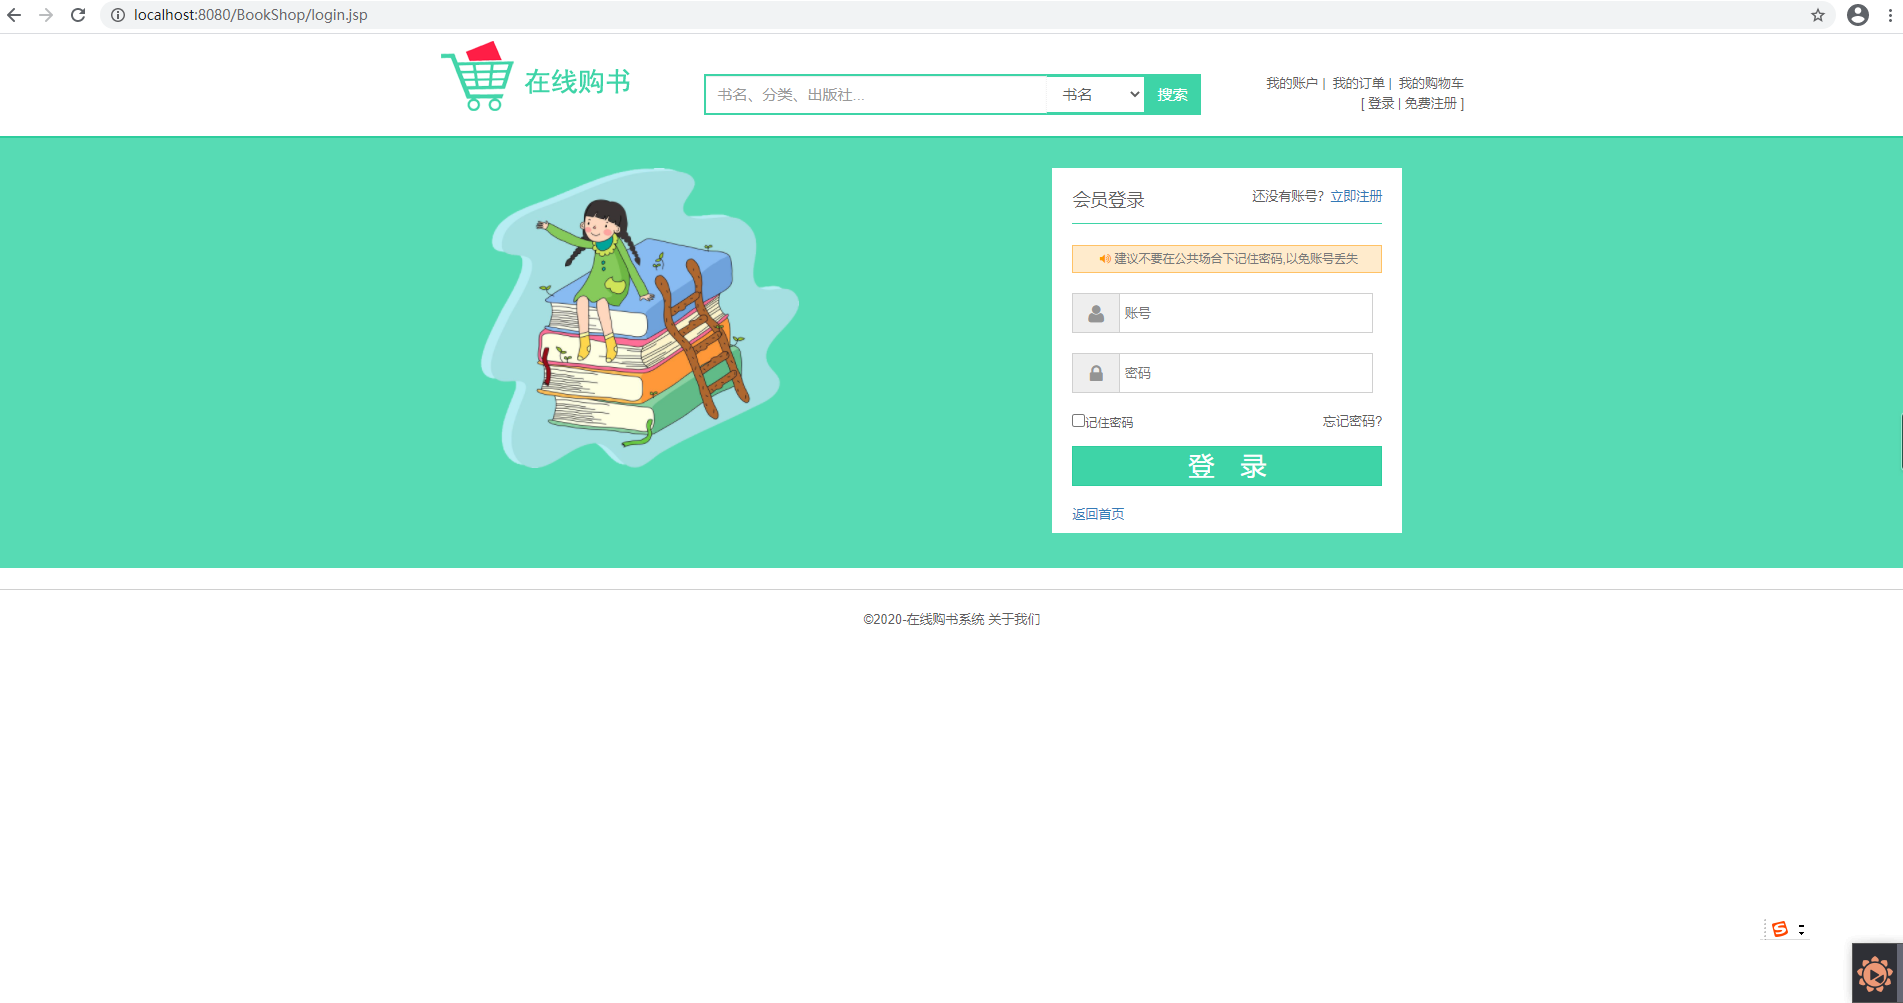 localhost:8080/BookShop/login.jsp
在线购书
书名、分类、出版社...
书名
搜索
我的账户 | 我的订单 | 我的购物车
[ 登录 | 免费注册 ]
会员登录
还没有账号？立即注册
建议不要在公共场合下记住密码,以免账号丢失
账号
密码
记住密码
忘记密码?
登 录
返回首页
©2020-在线购书系统 关于我们